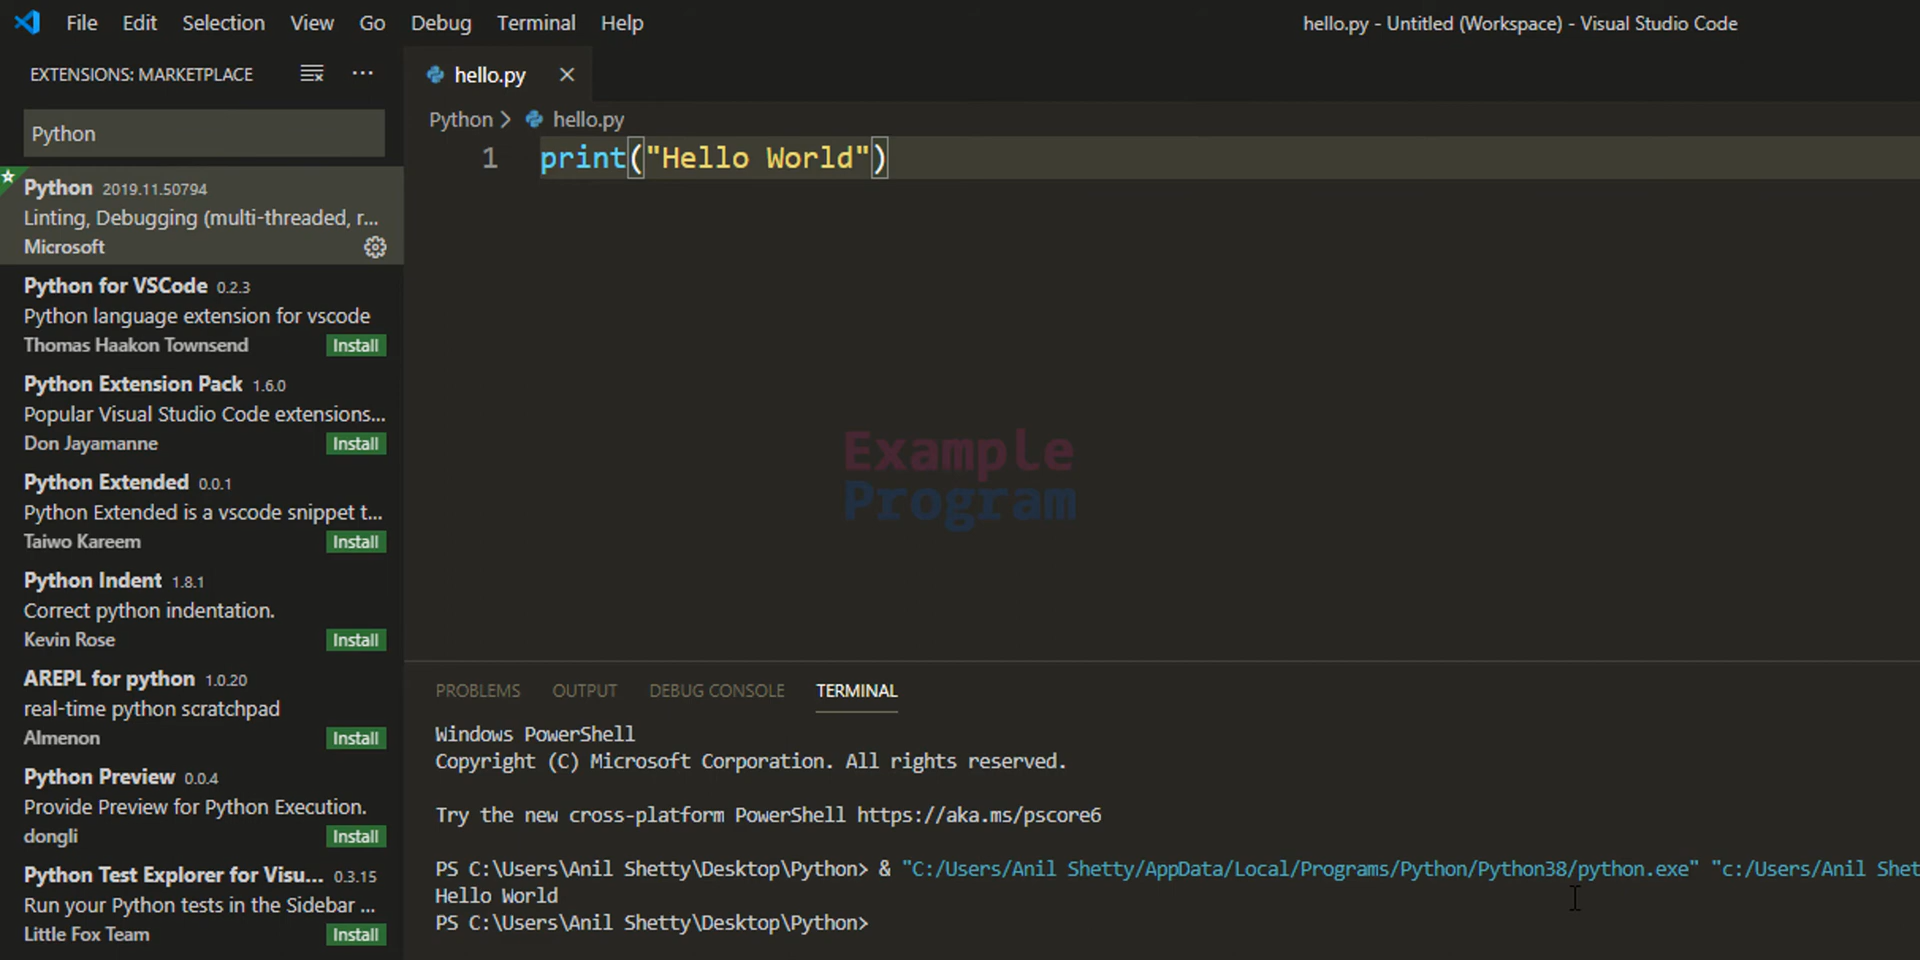 File Edit Selection View Go Debug Terminal Help
hello.py - Untitled (Workspace) - Visual Studio Code
EXTENSIONS: MARKETPLACE
Python
Python 2019.11.50794
Linting, Debugging (multi-threaded, r...
Microsoft
Python for VSCode 0.2.3
Python language extension for vscode
Thomas Haakon Townsend Install
Python Extension Pack 1.6.0
Popular Visual Studio Code extensions...
Don Jayamanne Install
Python Extended 0.0.1
Python Extended is a vscode snippet t...
Taiwo Kareem Install
Python Indent 1.8.1
Correct python indentation.
Kevin Rose Install
AREPL for python 1.0.20
real-time python scratchpad
Almenon Install
Python Preview 0.0.4
Provide Preview for Python Execution.
dongli Install
Python Test Explorer for Visu... 0.3.15
Run your Python tests in the Sidebar ...
Little Fox Team Install
hello.py
Python > hello.py
1 print("Hello World")
Example
Program
PROBLEMS OUTPUT DEBUG CONSOLE TERMINAL
Windows PowerShell
Copyright (C) Microsoft Corporation. All rights reserved.
Try the new cross-platform PowerShell https://aka.ms/pscore6
PS C:\Users\Anil Shetty\Desktop\Python> & "C:/Users/Anil Shetty/AppData/Local/Programs/Python/Python38/python.exe" "c:/Users/Anil Shet
Hello World
PS C:\Users\Anil Shetty\Desktop\Python>